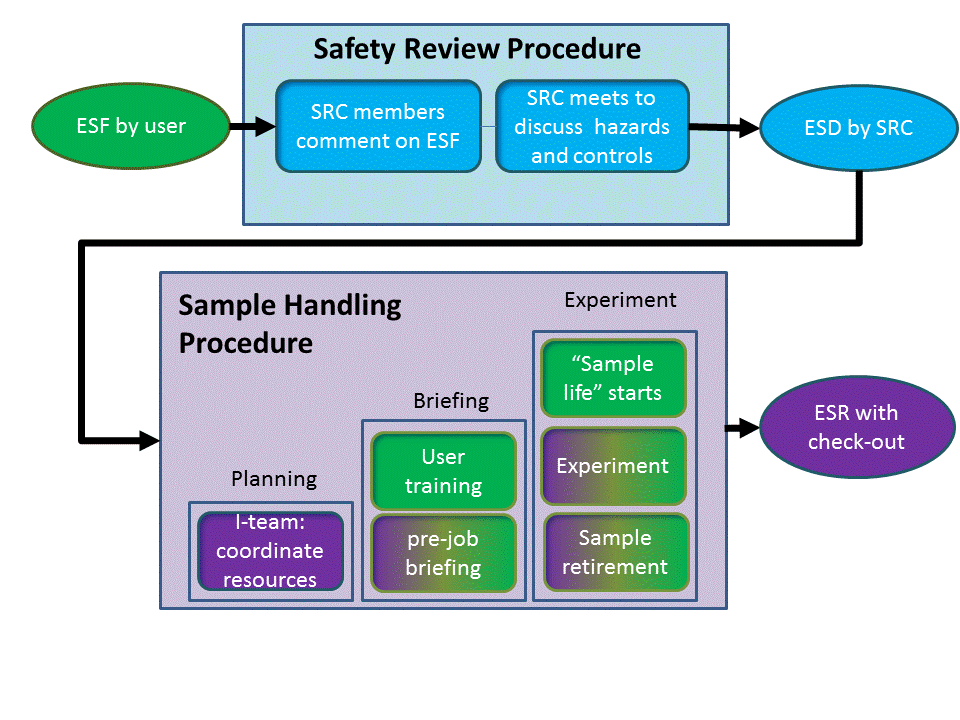 Safety Review Procedure
ESF by user
SRC members
comment on ESF
SRC meets to
discuss hazards
and controls
ESD by SRC
Sample Handling
Procedure
Planning
I-team:
coordinate
resources
Briefing
User
training
pre-job
briefing
Experiment
“Sample
life” starts
Experiment
Sample
retirement
ESR with
check-out